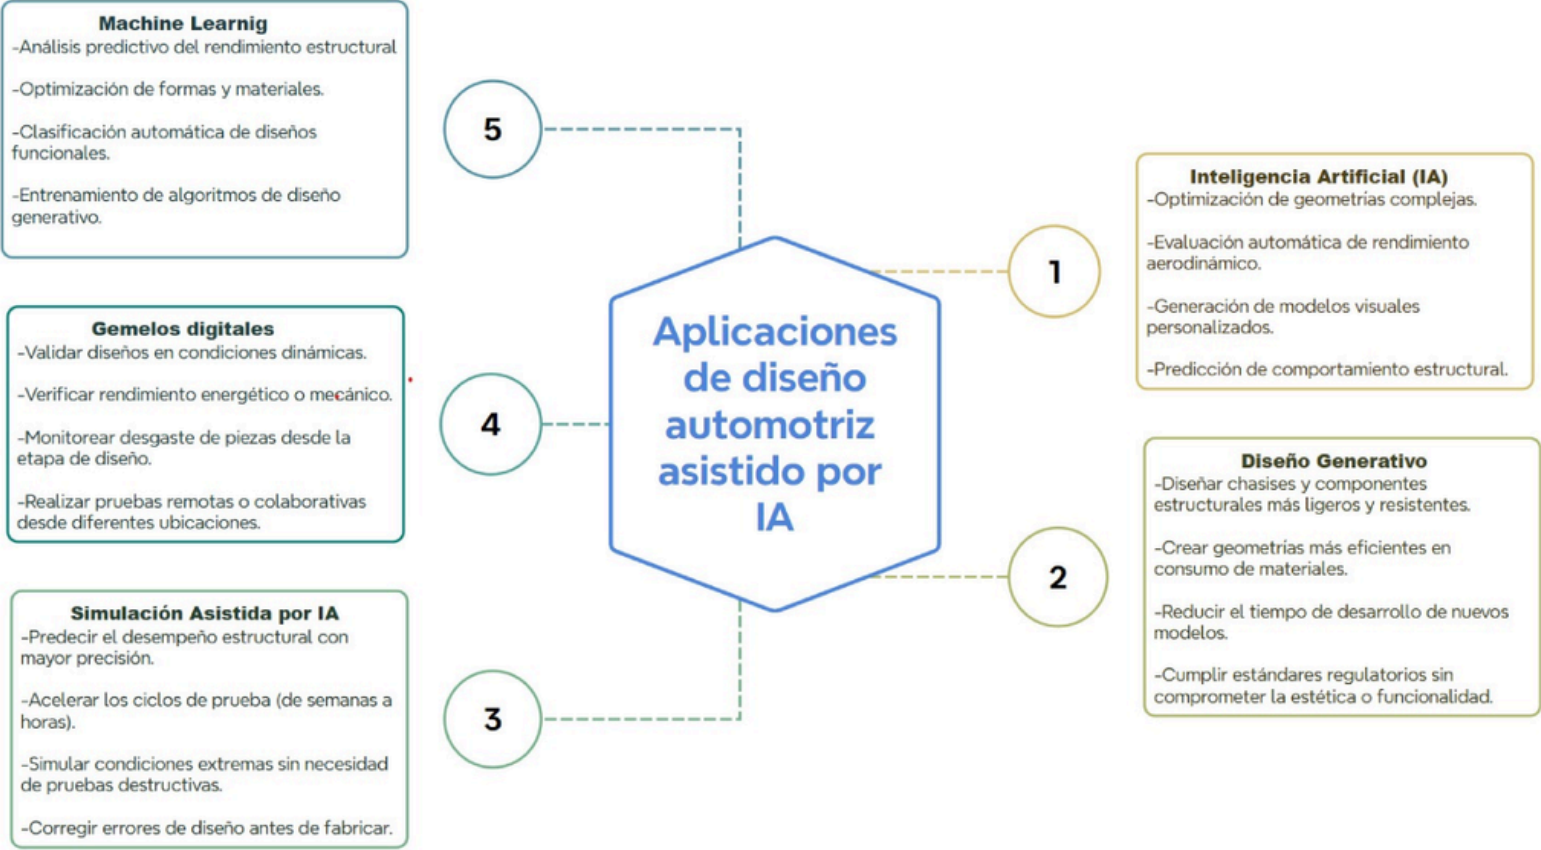 Machine Learnig
-Análisis predictivo del rendimiento estructural
-Optimización de formas y materiales.
-Clasificación automática de diseños
funcionales.
-Entrenamiento de algoritmos de diseño
generativo.
5
Gemelos digitales
-Validar diseños en condiciones dinámicas.
-Verificar rendimiento energético o mecánico.
-Monitorear desgaste de piezas desde la
etapa de diseño.
-Realizar pruebas remotas o colaborativas
desde diferentes ubicaciones.
4
Simulación Asistida por IA
-Predecir el desempeño estructural con
mayor precisión.
-Acelerar los ciclos de prueba (de semanas a
horas).
-Simular condiciones extremas sin necesidad
de pruebas destructivas.
-Corregir errores de diseño antes de fabricar.
3
Aplicaciones
de diseño
automotriz
asistido por
IA
1
Inteligencia Artificial (IA)
-Optimización de geometrías complejas.
-Evaluación automática de rendimiento
aerodinámico.
-Generación de modelos visuales
personalizados.
-Predicción de comportamiento estructural.
2
Diseño Generativo
-Diseñar chasises y componentes
estructurales más ligeros y resistentes.
-Crear geometrías más eficientes en
consumo de materiales.
-Reducir el tiempo de desarrollo de nuevos
modelos.
-Cumplir estándares regulatorios sin
comprometer la estética o funcionalidad.